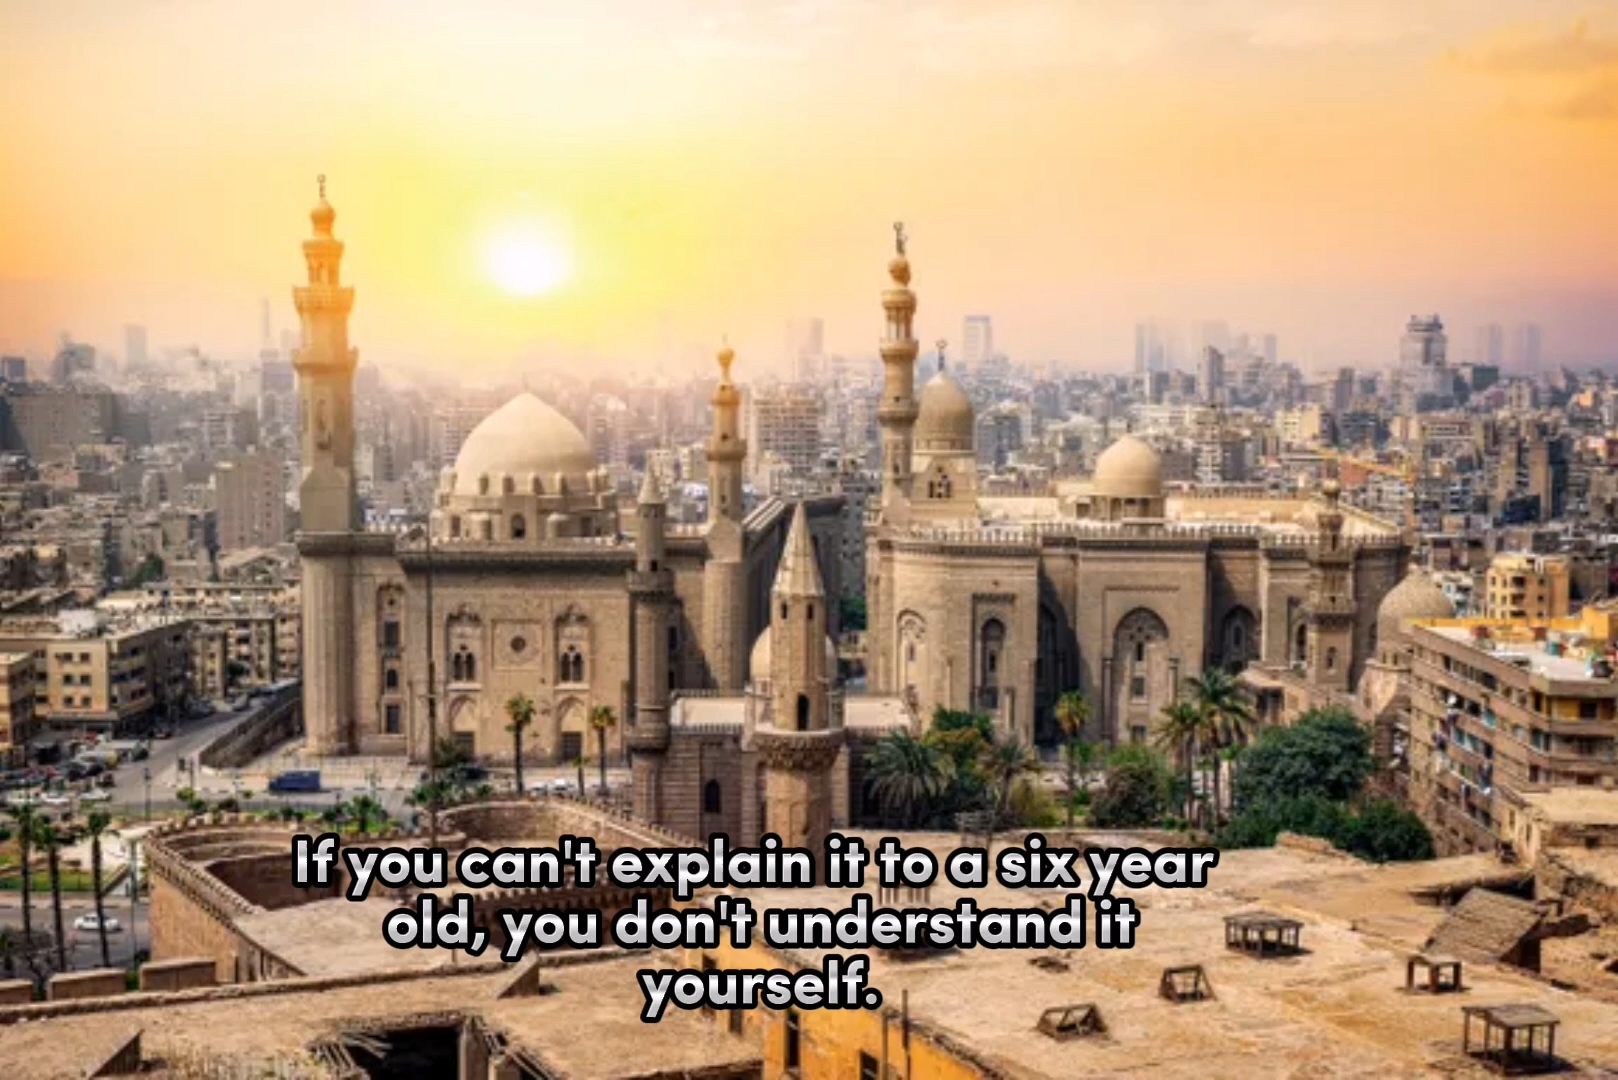 If you can't explain it to a six year
old, you don't understand it
yourself.